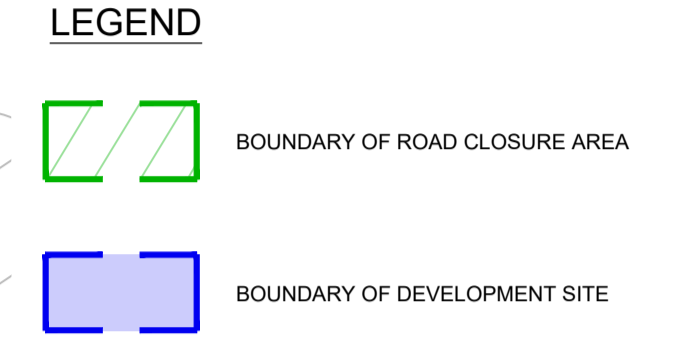 LEGEND
BOUNDARY OF ROAD CLOSURE AREA
BOUNDARY OF DEVELOPMENT SITE